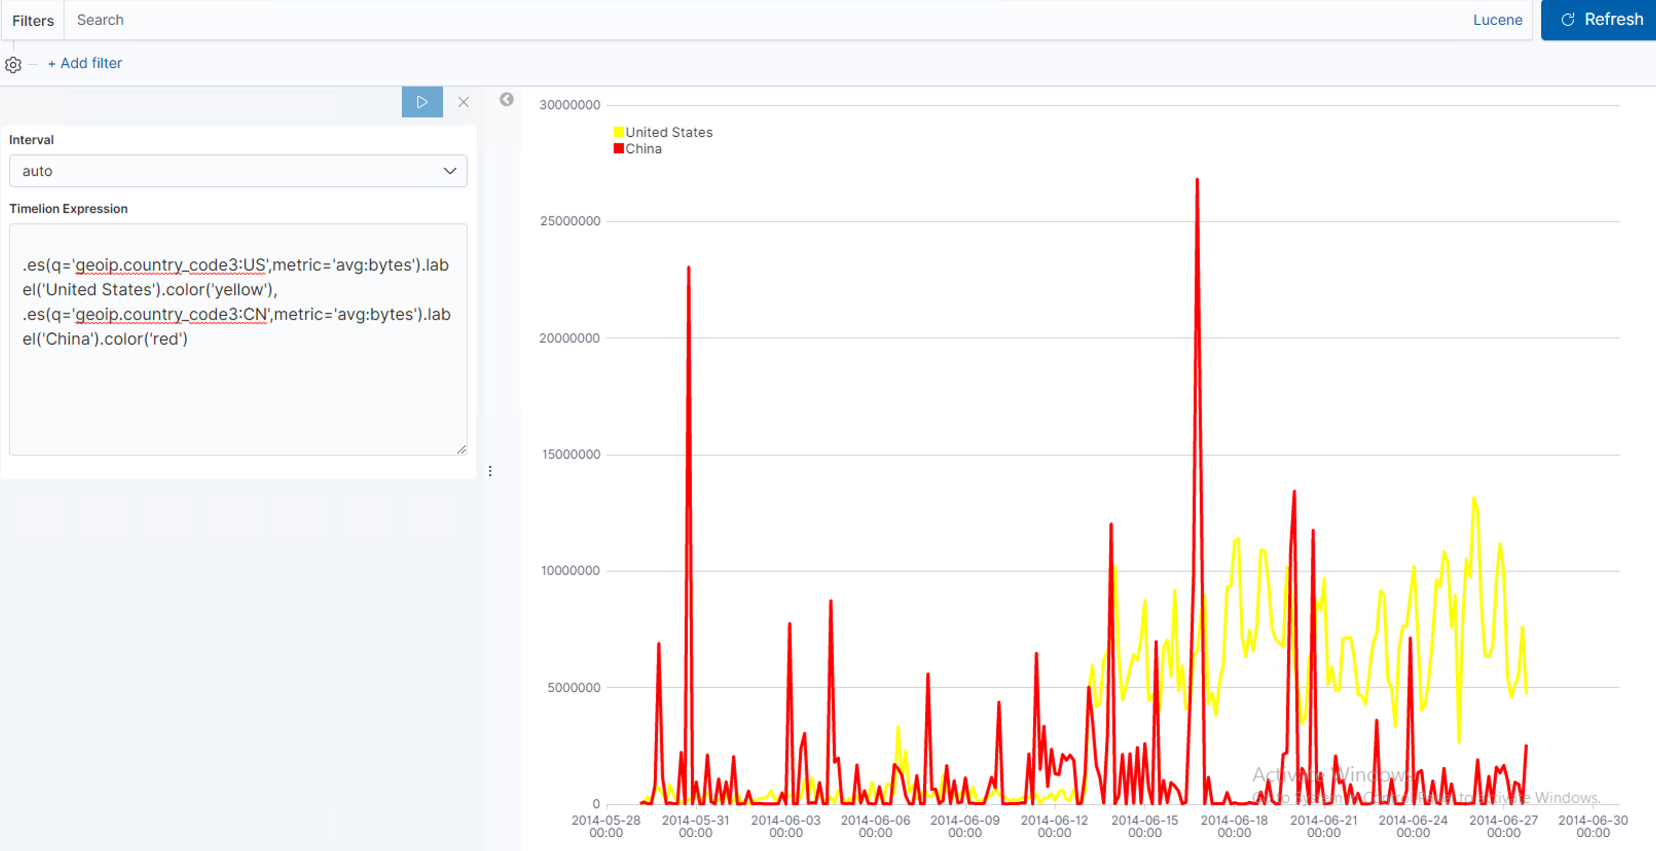 Filters Search Lucene Refresh
+ Add filter
Interval
auto
Timelion Expression
.es(q='geoip.country_code3:US',metric='avg:bytes').lab
el('United States').color('yellow'),
.es(q='geoip.country_code3:CN',metric='avg:bytes').lab
el('China').color('red')
30000000
United States
China
25000000
20000000
15000000
10000000
5000000
0
Activate Windows
Go to System in Control Panel to activate Windows.
2014-05-28 2014-05-31 2014-06-03 2014-06-06 2014-06-09 2014-06-12 2014-06-15 2014-06-18 2014-06-21 2014-06-24 2014-06-27 2014-06-30
00:00 00:00 00:00 00:00 00:00 00:00 00:00 00:00 00:00 00:00 00:00 00:00